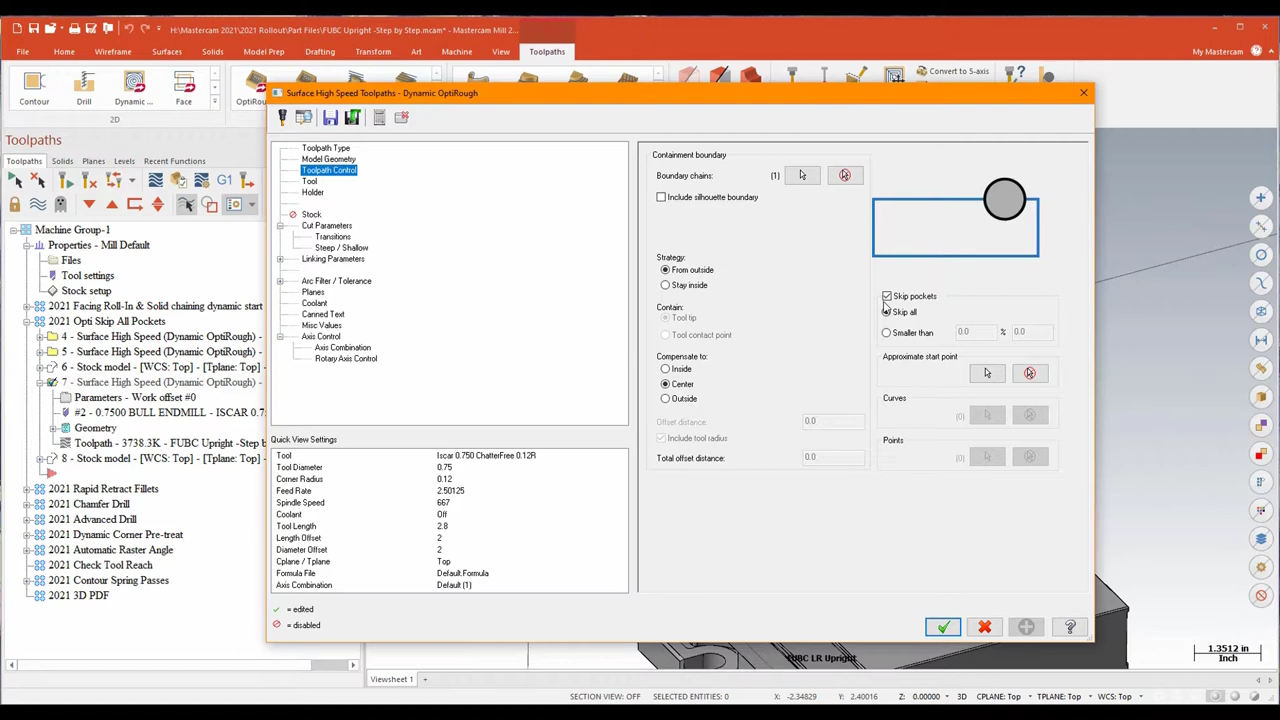 H:\Mastercam 2021\2021 Rollout\Part Files\FUBC Upright -Step by Step.mcam* - Mastercam Mill 2...
File Home Wireframe Surfaces Solids Model Prep Drafting Transform Art Machine View Toolpaths My Mastercam
Contour Drill Dynamic ... Face OptiRou
Convert to 5-axis
2D
Toolpaths
Toolpaths Solids Planes Levels Recent Functions
G1
Machine Group-1
Properties - Mill Default
Files
Tool settings
Stock setup
2021 Facing Roll-In & Solid chaining dynamic start
2021 Opti Skip All Pockets
4 - Surface High Speed (Dynamic OptiRough) -
5 - Surface High Speed (Dynamic OptiRough) -
6 - Stock model - [WCS: Top] - [Tplane: Top]
7 - Surface High Speed (Dynamic OptiRough) -
Parameters - Work offset #0
#2 - 0.7500 BULL ENDMILL - ISCAR 0
Geometry
Toolpath - 3738.3K - FUBC Upright -Step b
8 - Stock model - [WCS: Top] - [Tplane: Top]
2021 Rapid Retract Fillets
2021 Chamfer Drill
2021 Advanced Drill
2021 Dynamic Corner Pre-treat
2021 Automatic Raster Angle
2021 Check Tool Reach
2021 Contour Spring Passes
2021 3D PDF
Surface High Speed Toolpaths - Dynamic OptiRough
Toolpath Type
Model Geometry
Toolpath Control
Tool
Holder
Stock
Cut Parameters
Transitions
Steep / Shallow
Linking Parameters
Arc Filter / Tolerance
Planes
Coolant
Canned Text
Misc Values
Axis Control
Axis Combination
Rotary Axis Control
Quick View Settings
Tool Iscar 0.750 ChatterFree 0.12R
Tool Diameter 0.75
Corner Radius 0.12
Feed Rate 2.50125
Spindle Speed 667
Coolant Off
Tool Length 2.8
Length Offset 2
Diameter Offset 2
Cplane / Tplane Top
Formula File Default.Formula
Axis Combination Default (1)
= edited
= disabled
Containment boundary
Boundary chains: (1)
Include silhouette boundary
Strategy:
From outside
Stay inside
Contain:
Tool tip
Tool contact point
Compensate to:
Inside
Center
Outside
Offset distance: 0.0
Include tool radius
Total offset distance: 0.0
Skip pockets
Skip all
Smaller than 0.0 % 0.0
Approximate start point
Curves
(0)
Points
(0)
FUBC LR Upright
1.3512 in
Inch
Viewsheet 1 +
SECTION VIEW: OFF SELECTED ENTITIES: 0 X: -2.34829 Y: 2.40016 Z: 0.00000 3D CPLANE: Top TPLANE: Top WCS: Top